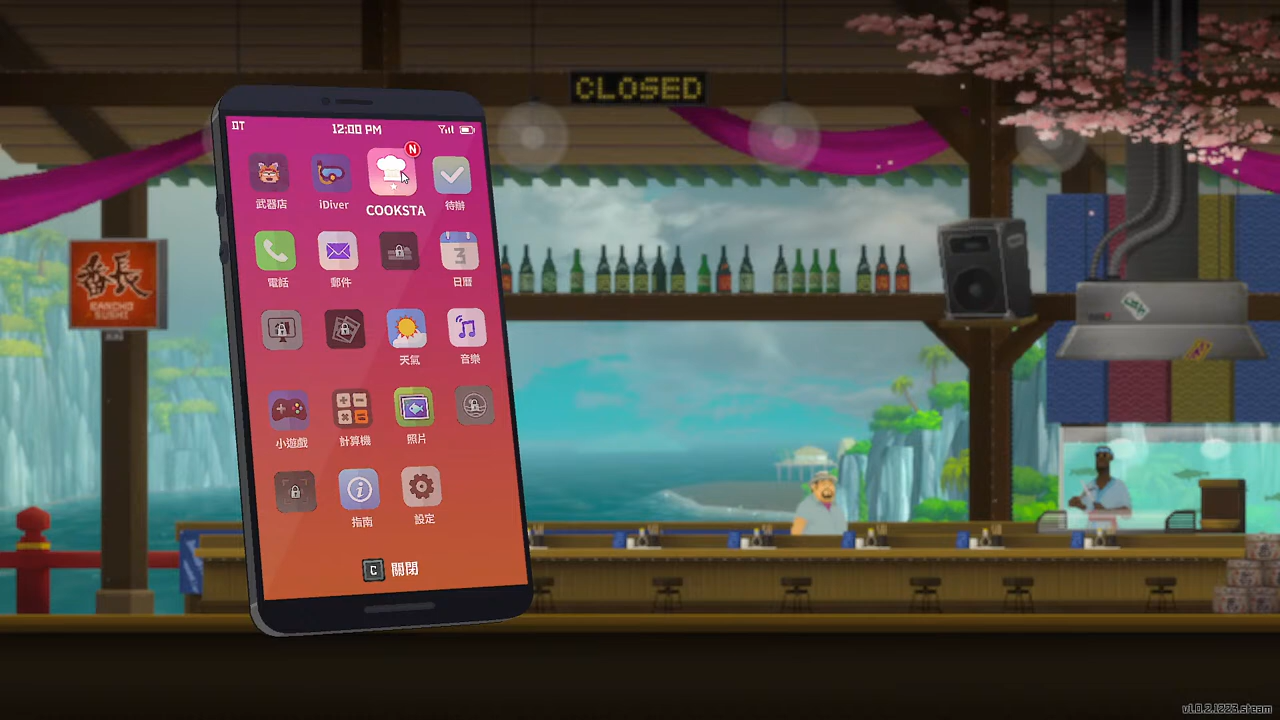 CLOSED
DT
12:00 PM
N
武器店
iDiver
COOKSTA
待辦
電話
郵件
3
日曆
天氣
音樂
小遊戲
計算機
照片
指南
設定
C 關閉
番長
BANCHO
SUSHI
v1.0.2.1223.steam